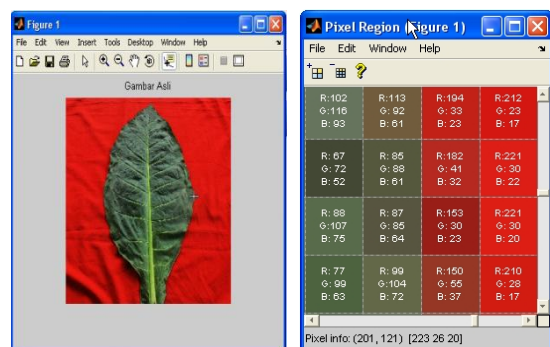 Figure 1
File Edit View Insert Tools Desktop Window Help
Gambar Asli
Pixel Region (Figure 1)
File Edit Window Help
R:102 R:113 R:194 R:212
G:116 G: 92 G: 33 G: 23
B: 93 B: 61 B: 23 B: 17
R: 67 R: 85 R:182 R:221
G: 72 G: 88 G: 41 G: 30
B: 52 B: 61 B: 32 B: 22
R: 88 R: 87 R:153 R:221
G:107 G: 85 G: 30 G: 30
B: 75 B: 64 B: 23 B: 20
R: 77 R: 99 R:150 R:210
G: 99 G:104 G: 55 G: 28
B: 63 B: 72 B: 37 B: 17
Pixel info: (201, 121) [223 26 20]